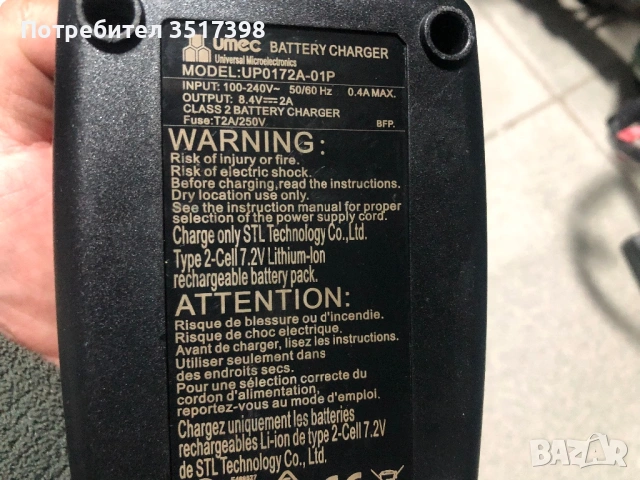 Потребител 3517398
umec BATTERY CHARGER
Universal Microelectronics
MODEL:UP0172A-01P
INPUT: 100-240V~ 50/60 Hz 0.4A MAX.
OUTPUT: 8.4V⎓2A
CLASS 2 BATTERY CHARGER
Fuse:T2A/250V BFP.
WARNING:
Risk of injury or fire.
Risk of electric shock.
Before charging,read the instructions.
Dry location use only.
See the instruction manual for proper
selection of the power supply cord.
Charge only STL Technology Co.,Ltd.
Type 2-Cell 7.2V Lithium-Ion
rechargeable battery pack.
ATTENTION:
Risque de blessure ou d'incendie.
Risque de choc electrique.
Avant de charger, lisez les instructions.
Utiliser seulement dans
des endroits secs.
Pour une sélection correcte du
cordon d'alimentation,
reportez-vous au mode d'emploi.
Chargez uniquement les batteries
rechargeables Li-ion de type 2-Cell 7.2V
de STL Technology Co., Ltd.
BAZAR